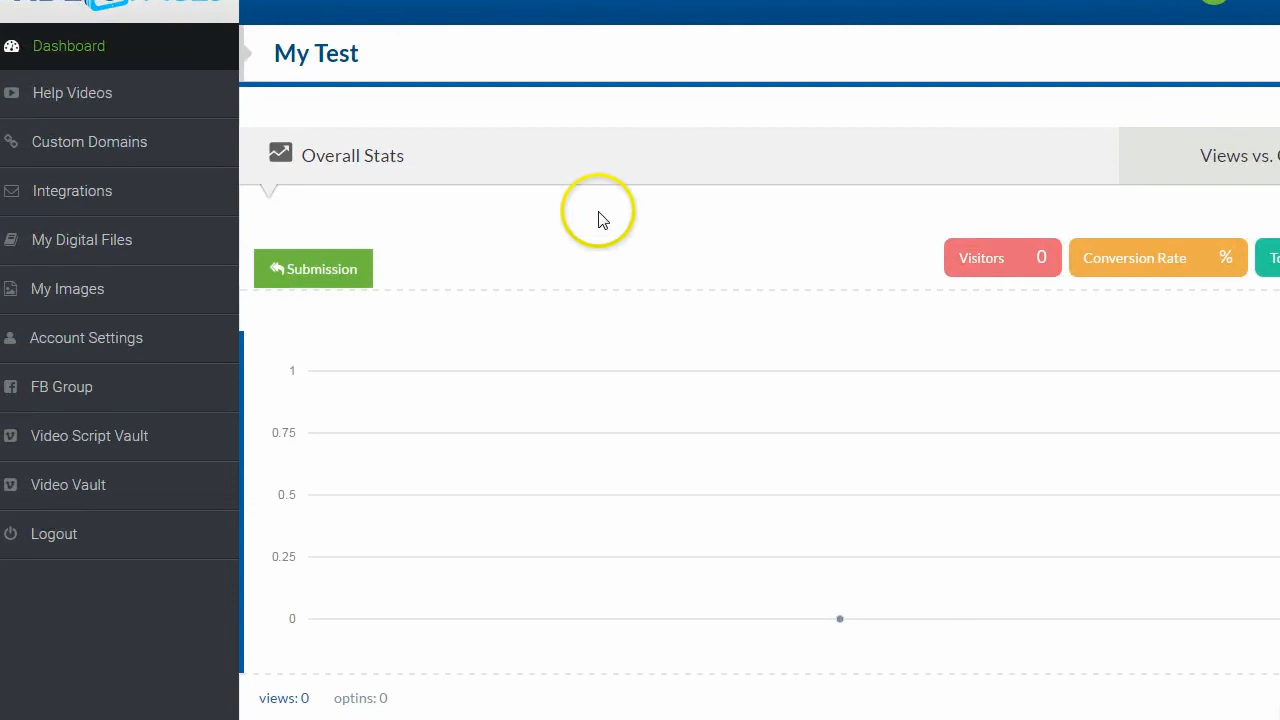 Dashboard
Help Videos
Custom Domains
Integrations
My Digital Files
My Images
Account Settings
FB Group
Video Script Vault
Video Vault
Logout
My Test
Overall Stats
Views vs.
Submission
Visitors 0
Conversion Rate %
1
0.75
0.5
0.25
0
views: 0 optins: 0